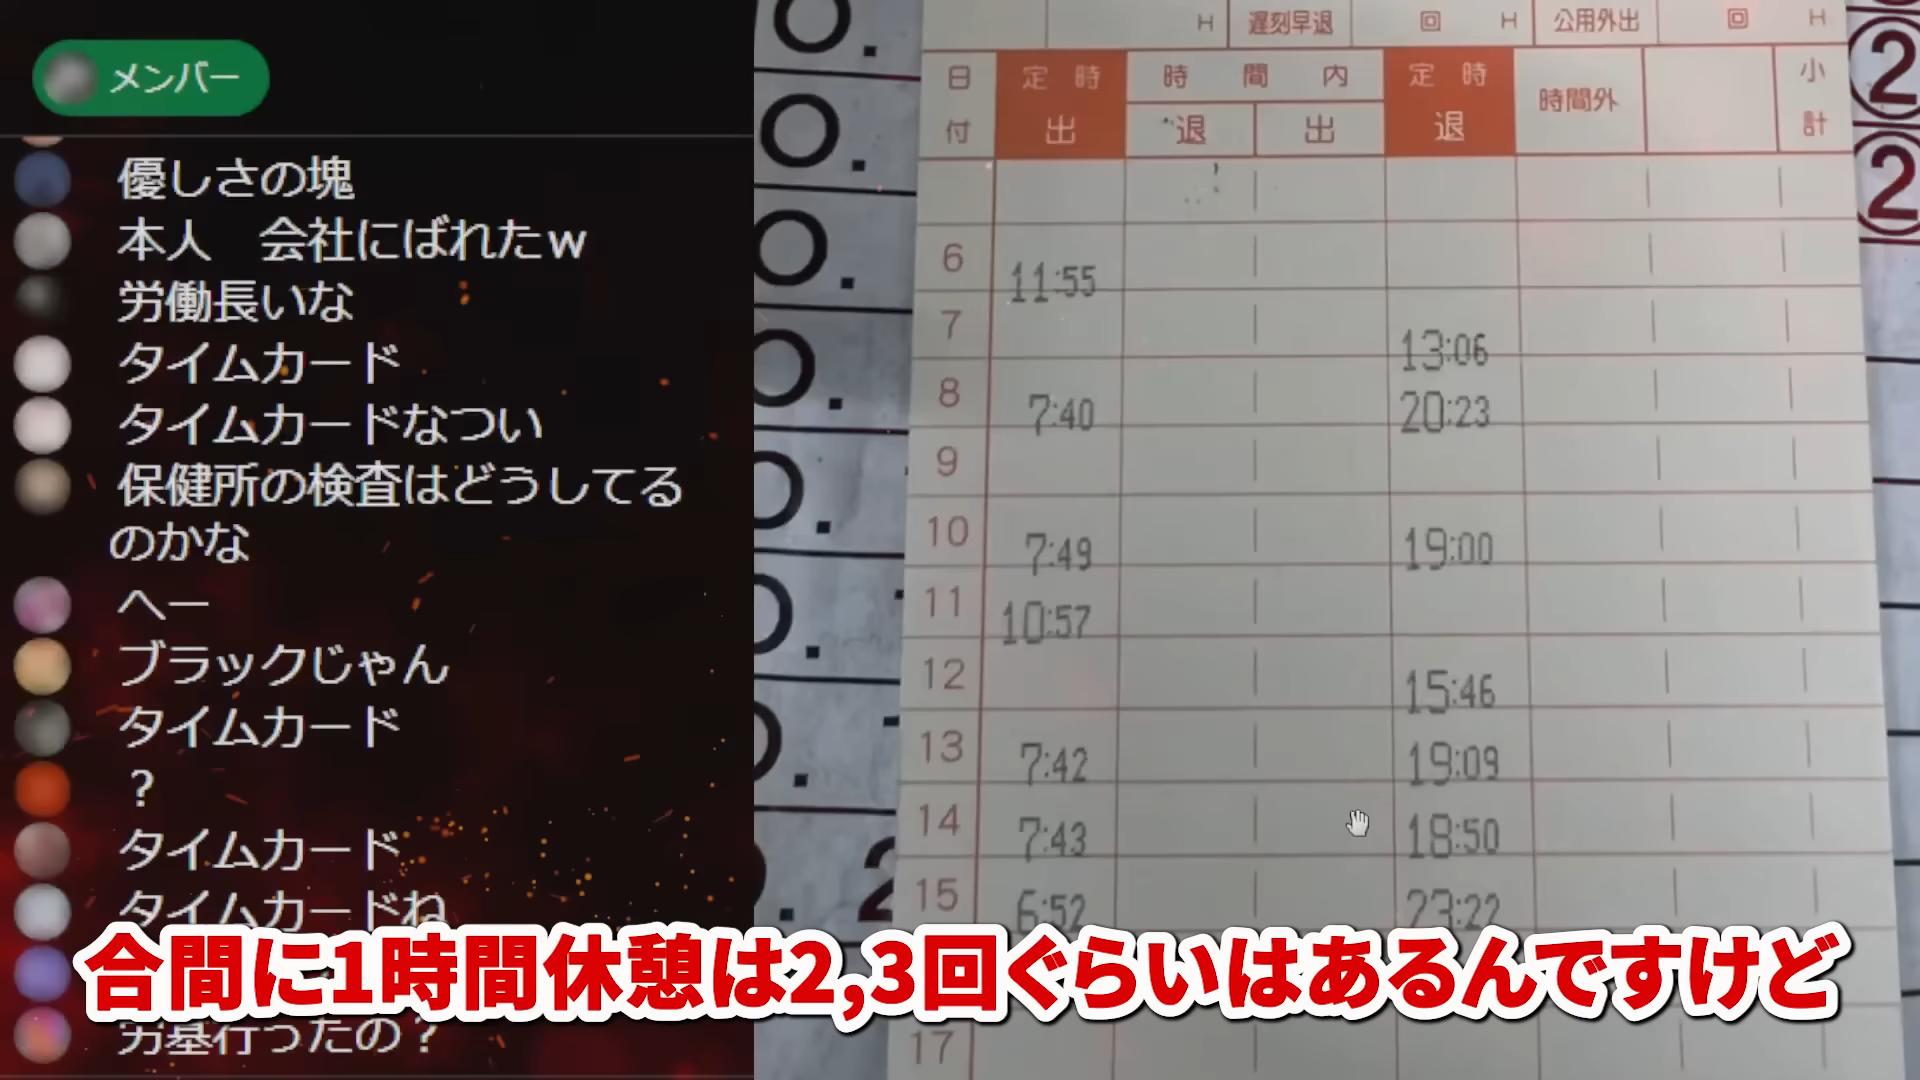 メンバー
優しさの塊
本人　会社にばれたw
労働長いな
タイムカード
タイムカードなつい
保健所の検査はどうしてる
のかな
へー
ブラックじゃん
タイムカード
?
タイムカード
タイムカードね
労基行ったの?
H 遅刻早退 回 H 公用外出 回 H
日付 定時出 時間内 退 出 定時退 時間外 小計
6 11:55
7 13:06
8 7:40 20:23
9
10 7:49 19:00
11 10:57
12 15:46
13 7:42 19:09
14 7:43 18:50
15 6:52 23:22
17
合間に1時間休憩は2,3回ぐらいはあるんですけど